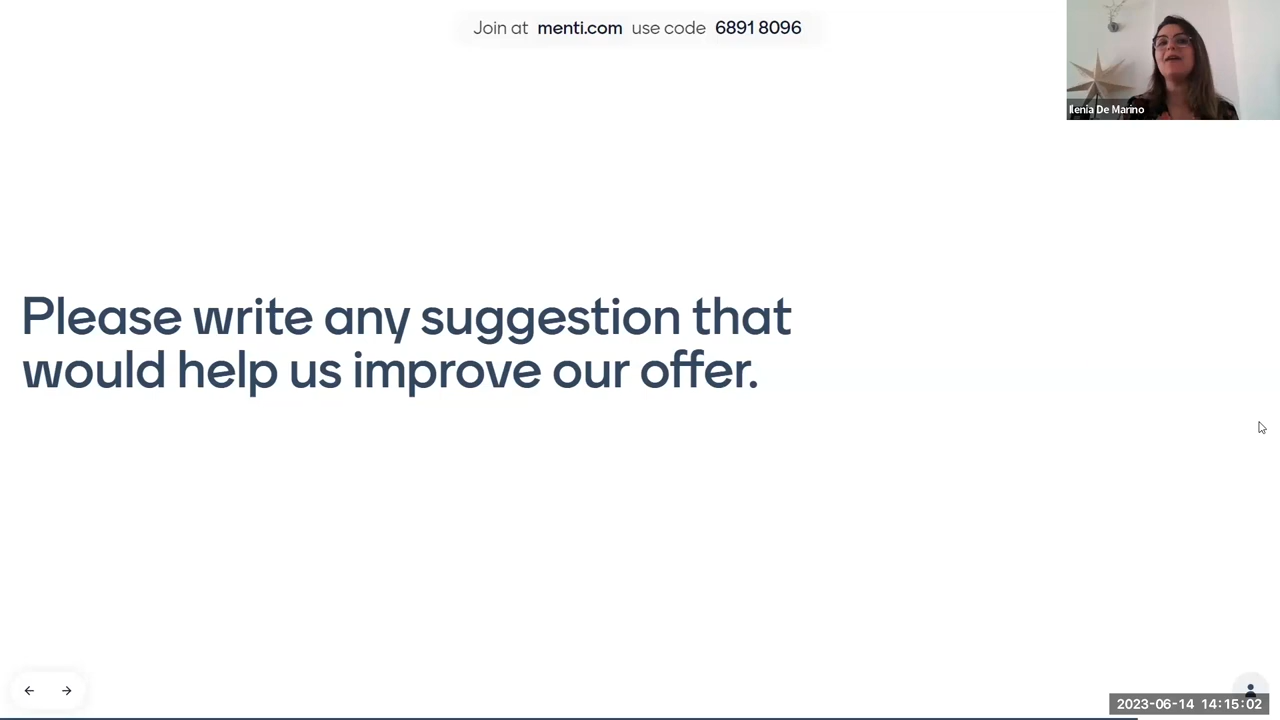 Join at menti.com use code 6891 8096
Ilenia De Marino
Please write any suggestion that
would help us improve our offer.
2023-06-14 14:15:02